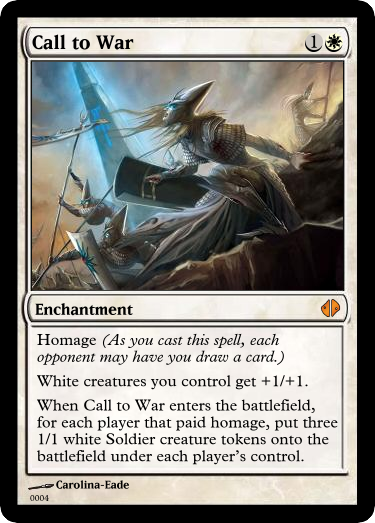 Call to War 1
Enchantment
Homage (As you cast this spell, each
opponent may have you draw a card.)
White creatures you control get +1/+1.
When Call to War enters the battlefield,
for each player that paid homage, put three
1/1 white Soldier creature tokens onto the
battlefield under each player's control.
Carolina-Eade
0004